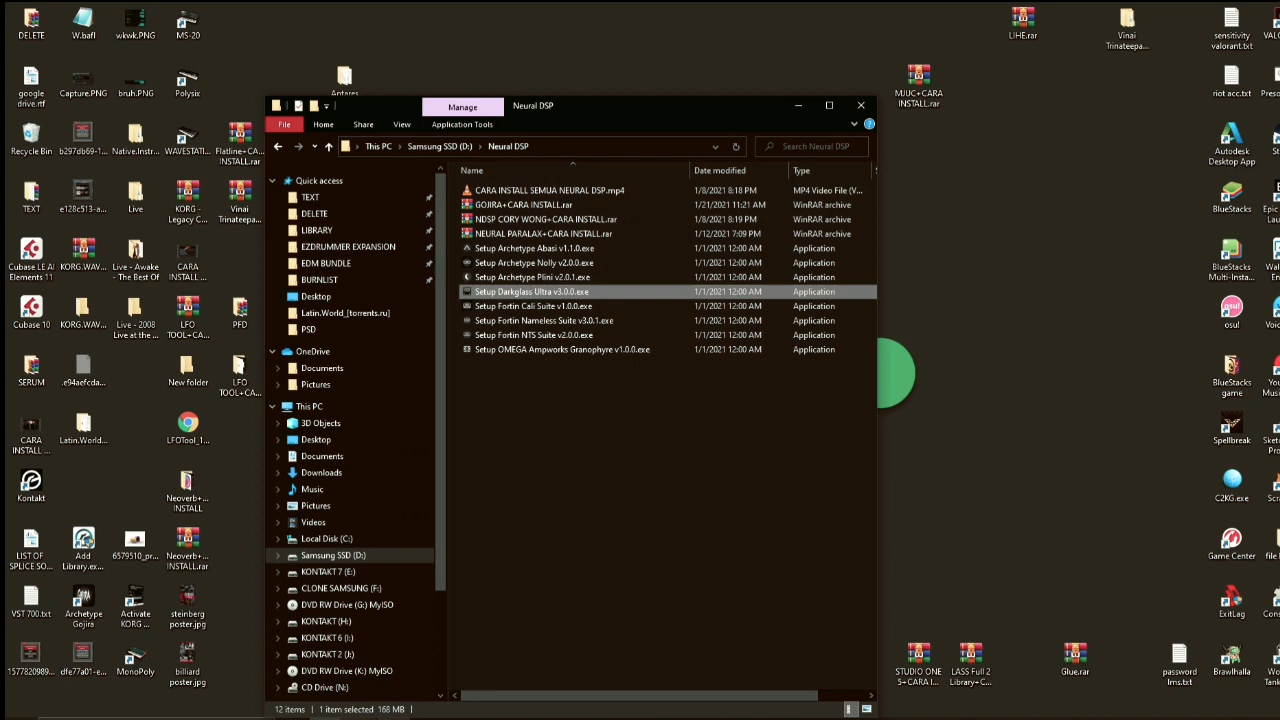 DELETE
W.bafl
wkwk.PNG
MS-20
LIHE.rar
Vinai
Trinateepa...
sensitivity
valorant.txt
google
drive.rtf
Capture.PNG
bruh.PNG
Polysix
Antares
MJUC+CARA
INSTALL.rar
riot acc.txt
Recycle Bin
b297db69-1...
Native.Instr...
WAVESTATI...
Flatline+CAR...
INSTALL.rar
Autodesk
Desktop App
TEXT
e128c513-a...
Live
KORG -
Legacy C...
Vinai
Trinateepa...
BlueStacks
Cubase LE AI
Elements 11
KORG.WAV...
Live - Awake
- The Best Of
CARA
INSTALL ...
BlueStacks
Multi-Insta...
Cubase 10
KORG.WAV...
Live - 2008
Live at the ...
LFO
TOOL+CA...
PFD
osu!
SERUM
.e94aefcda...
New folder
LFO
TOOL+CA...
BlueStacks
game
CARA
INSTALL ...
Latin.World...
LFOTool_1...
Spellbreak
Kontakt
Neoverb+...
INSTALL
C2KG.exe
LIST OF
SPLICE SO...
Add
Library.ex...
6579510_pr...
Neoverb+...
INSTALL.rar
Game Center
VST 700.txt
Archetype
Gojira
Activate
KORG ...
steinberg
poster.jpg
ExitLag
1577820989...
dfe77a01-e...
MonoPoly
billiard
poster.jpg
STUDIO ONE
5+CARA I...
LASS Full 2
Library+C...
Glue.rar
password
lms.txt
Brawlhalla
Manage
Neural DSP
File
Home
Share
View
Application Tools
This PC > Samsung SSD (D:) > Neural DSP
Search Neural DSP
Quick access
TEXT
DELETE
LIBRARY
EZDRUMMER EXPANSION
EDM BUNDLE
BURNLIST
Desktop
Latin.World_[torrents.ru]
PSD
OneDrive
Documents
Pictures
This PC
3D Objects
Desktop
Documents
Downloads
Music
Pictures
Videos
Local Disk (C:)
Samsung SSD (D:)
KONTAKT 7 (E:)
CLONE SAMSUNG (F:)
DVD RW Drive (G:) MyISO
KONTAKT (H:)
KONTAKT 6 (I:)
KONTAKT 2 (J:)
DVD RW Drive (K:) MyISO
CD Drive (N:)
Name Date modified Type
CARA INSTALL SEMUA NEURAL DSP.mp4 1/8/2021 8:18 PM MP4 Video File (V...
GOJIRA+CARA INSTALL.rar 1/21/2021 11:21 AM WinRAR archive
NDSP CORY WONG+CARA INSTALL.rar 1/8/2021 8:19 PM WinRAR archive
NEURAL PARALAX+CARA INSTALL.rar 1/12/2021 7:09 PM WinRAR archive
Setup Archetype Abasi v1.1.0.exe 1/1/2021 12:00 AM Application
Setup Archetype Nolly v2.0.0.exe 1/1/2021 12:00 AM Application
Setup Archetype Plini v2.0.1.exe 1/1/2021 12:00 AM Application
Setup Darkglass Ultra v3.0.0.exe 1/1/2021 12:00 AM Application
Setup Fortin Cali Suite v1.0.0.exe 1/1/2021 12:00 AM Application
Setup Fortin Nameless Suite v3.0.1.exe 1/1/2021 12:00 AM Application
Setup Fortin NTS Suite v2.0.0.exe 1/1/2021 12:00 AM Application
Setup OMEGA Ampworks Granophyre v1.0.0.exe 1/1/2021 12:00 AM Application
12 items
1 item selected 168 MB